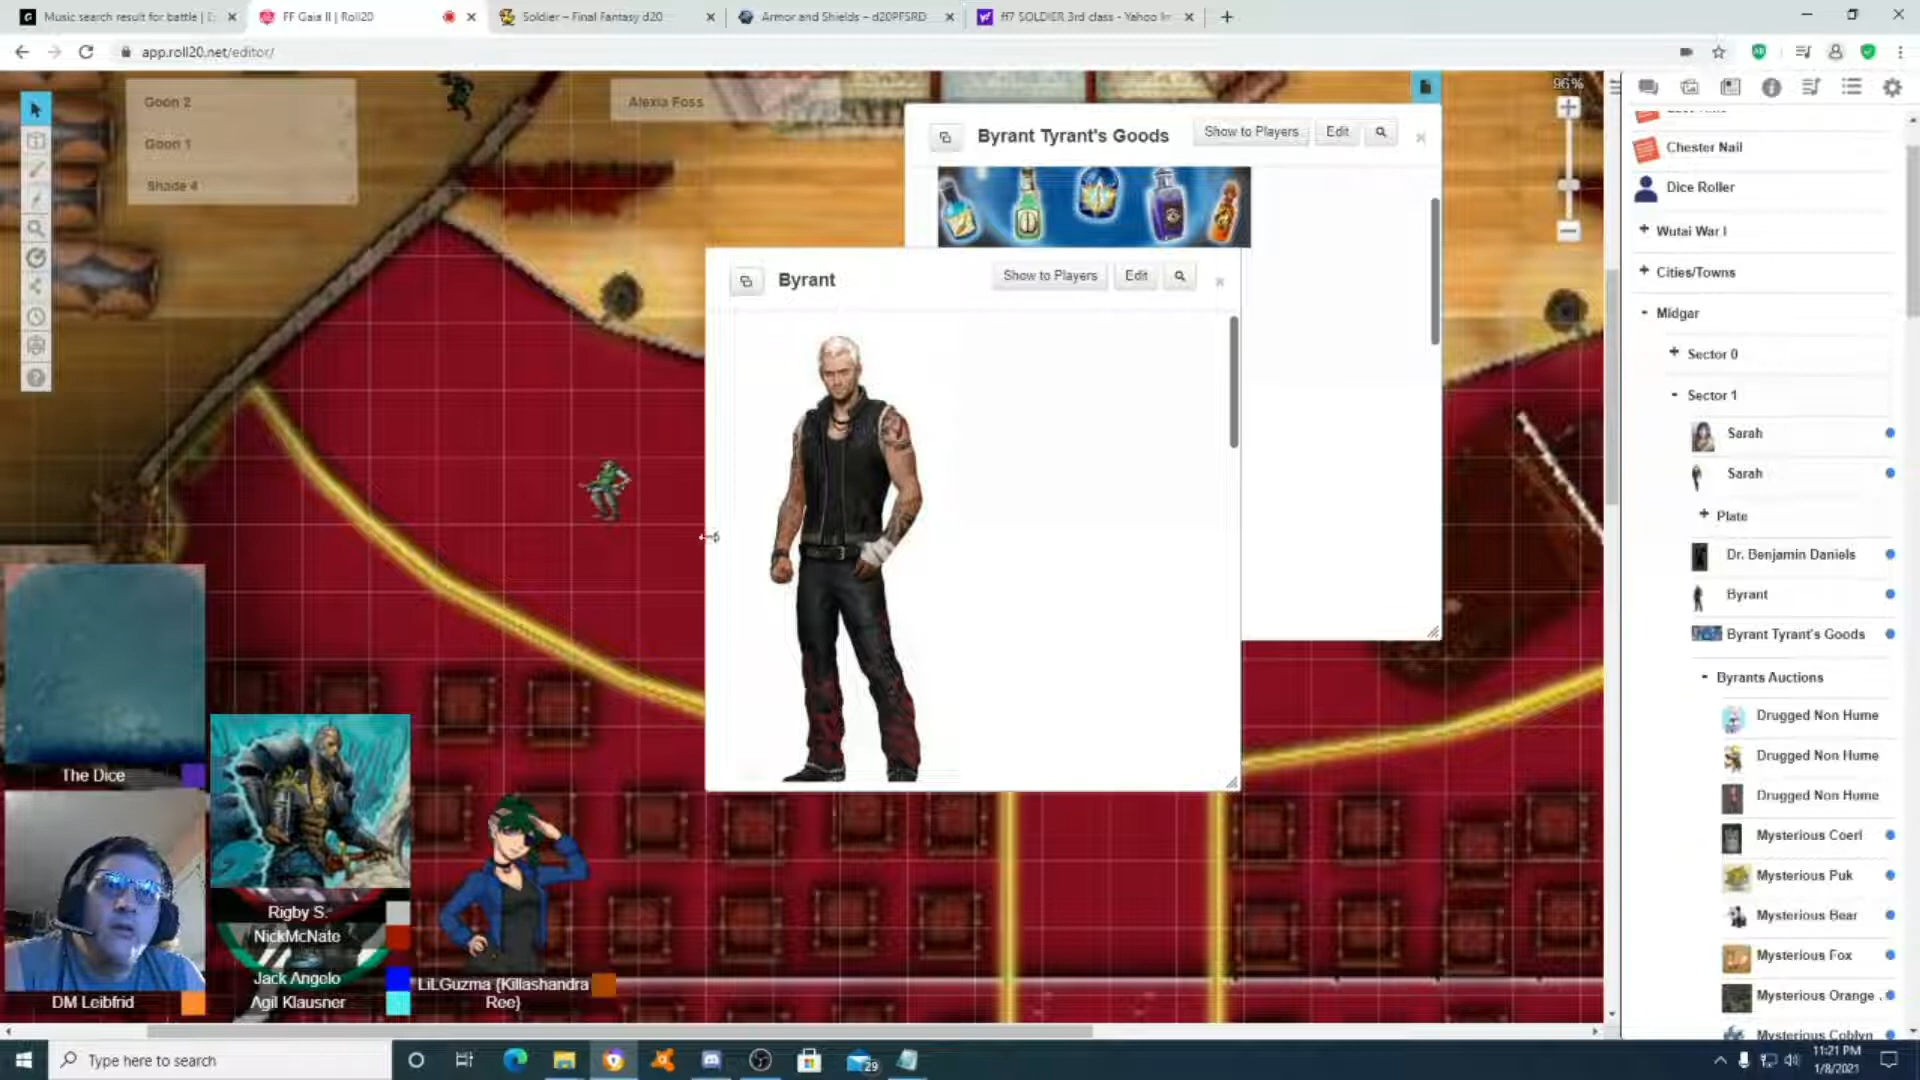 Music search result for battle | E
FF Gaia II | Roll20
Soldier – Final Fantasy d20
Armor and Shields – d20PFSRD
ff7 SOLDIER 3rd class - Yahoo Im
app.roll20.net/editor/
Goon 2
Goon 1
Shade 4
Alexia Foss
96%
Byrant Tyrant's Goods
Show to Players
Edit
Byrant
Show to Players
Edit
Chester Nail
Dice Roller
Wutai War I
Cities/Towns
Midgar
Sector 0
Sector 1
Sarah
Sarah
Plate
Dr. Benjamin Daniels
Byrant
Byrant Tyrant's Goods
Byrants Auctions
Drugged Non Hume
Drugged Non Hume
Drugged Non Hume
Mysterious Coerl
Mysterious Puk
Mysterious Bear
Mysterious Fox
Mysterious Orange .
Mysterious Coblyn
The Dice
DM Leibfrid
Rigby S.
NickMcNate
Jack Angelo
Agil Klausner
LiLGuzma {Killashandra
Ree}
Type here to search
29
11:21 PM
1/8/2021